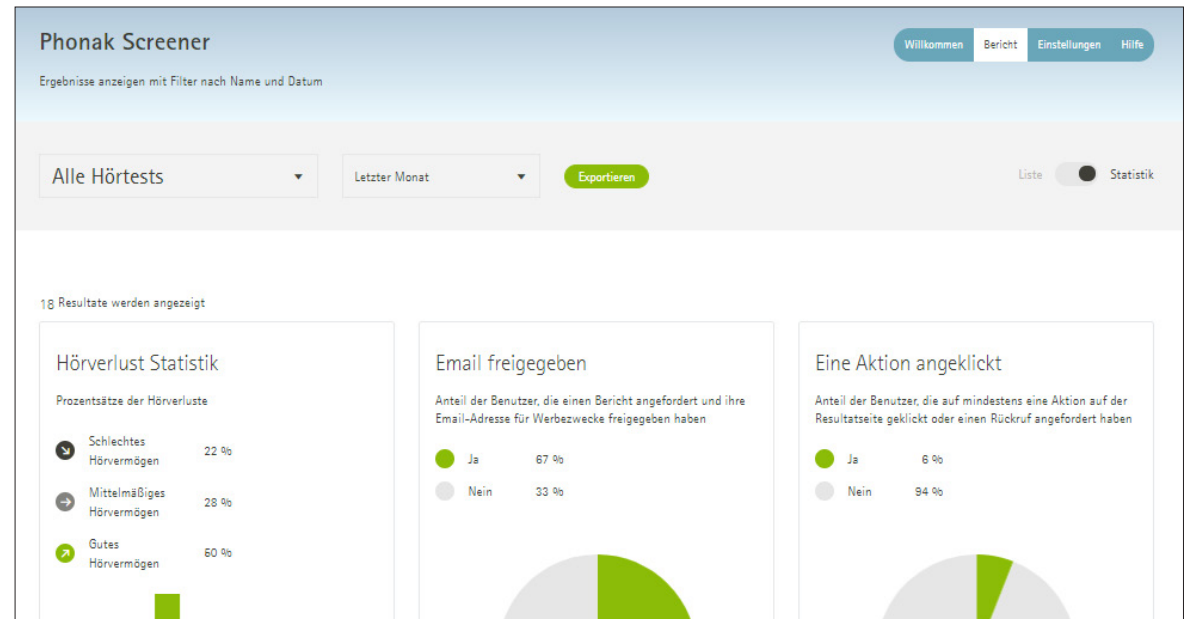 Phonak Screener
Willkommen Bericht Einstellungen Hilfe
Ergebnisse anzeigen mit Filter nach Name und Datum
Alle Hörtests
Letzter Monat
Exportieren
Liste
Statistik
18 Resultate werden angezeigt
Hörverlust Statistik
Prozentsätze der Hörverluste
Schlechtes
Hörvermögen
22 %
Mittelmäßiges
Hörvermögen
28 %
Gutes
Hörvermögen
60 %
Email freigegeben
Anteil der Benutzer, die einen Bericht angefordert und ihre
Email-Adresse für Werbezwecke freigegeben haben
Ja 67 %
Nein 33 %
Eine Aktion angeklickt
Anteil der Benutzer, die auf mindestens eine Aktion auf der
Resultatseite geklickt oder einen Rückruf angefordert haben
Ja 6 %
Nein 94 %